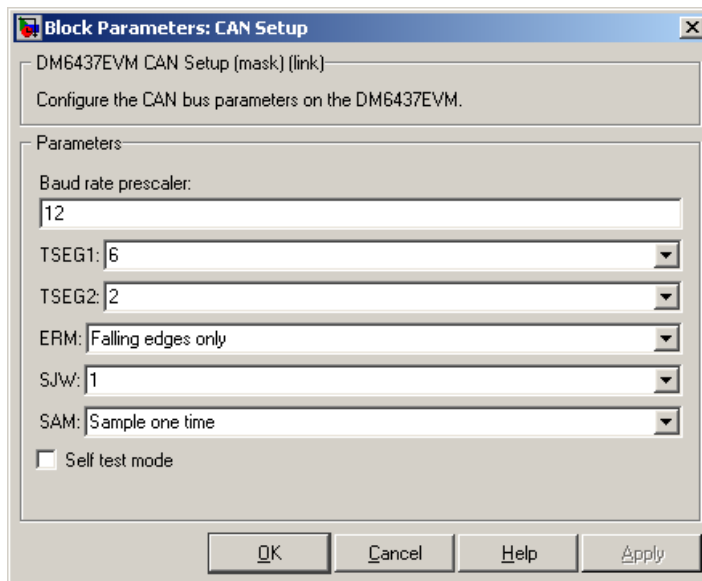 Block Parameters: CAN Setup
DM6437EVM CAN Setup (mask) (link)
Configure the CAN bus parameters on the DM6437EVM.
Parameters
Baud rate prescaler:
12
TSEG1: 6
TSEG2: 2
ERM: Falling edges only
SJW: 1
SAM: Sample one time
Self test mode
OK Cancel Help Apply